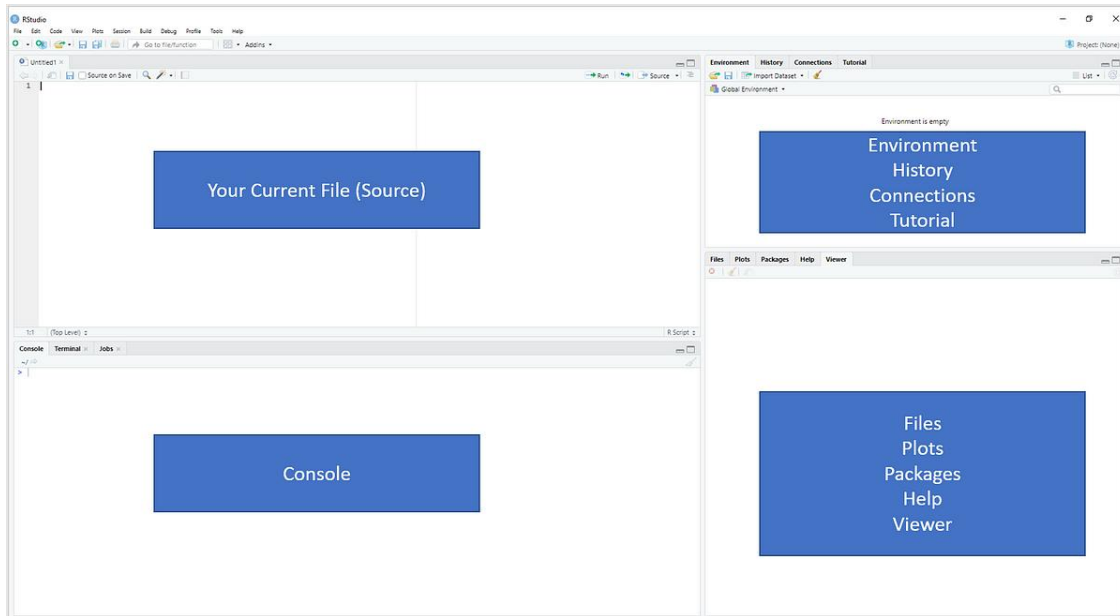 RStudio
File Edit Code View Plots Session Build Debug Profile Tools Help
Go to file/function Addins Project: (None)
Untitled1
Source on Save Run Source
1
Your Current File (Source)
1:1 (Top Level) R Script
Console Terminal Jobs
~/
>
Console
Environment History Connections Tutorial
Import Dataset List
Global Environment
Environment is empty
Environment
History
Connections
Tutorial
Files Plots Packages Help Viewer
Files
Plots
Packages
Help
Viewer